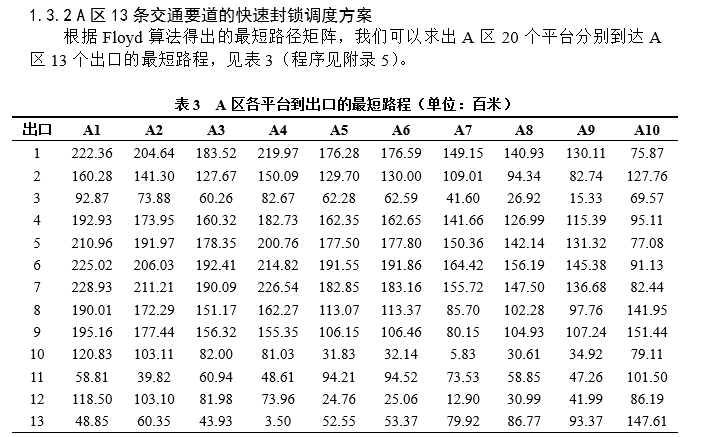 1.3.2 A 区 13 条交通要道的快速封锁调度方案
根据 Floyd 算法得出的最短路径矩阵，我们可以求出 A 区 20 个平台分别到达 A
区 13 个出口的最短路程，见表 3（程序见附录 5）。
表 3 A 区各平台到出口的最短路程（单位：百米）
出口 A1 A2 A3 A4 A5 A6 A7 A8 A9 A10
1 222.36 204.64 183.52 219.97 176.28 176.59 149.15 140.93 130.11 75.87
2 160.28 141.30 127.67 150.09 129.70 130.00 109.01 94.34 82.74 127.76
3 92.87 73.88 60.26 82.67 62.28 62.59 41.60 26.92 15.33 69.57
4 192.93 173.95 160.32 182.73 162.35 162.65 141.66 126.99 115.39 95.11
5 210.96 191.97 178.35 200.76 177.50 177.80 150.36 142.14 131.32 77.08
6 225.02 206.03 192.41 214.82 191.55 191.86 164.42 156.19 145.38 91.13
7 228.93 211.21 190.09 226.54 182.85 183.16 155.72 147.50 136.68 82.44
8 190.01 172.29 151.17 162.27 113.07 113.37 85.70 102.28 97.76 141.95
9 195.16 177.44 156.32 155.35 106.15 106.46 80.15 104.93 107.24 151.44
10 120.83 103.11 82.00 81.03 31.83 32.14 5.83 30.61 34.92 79.11
11 58.81 39.82 60.94 48.61 94.21 94.52 73.53 58.85 47.26 101.50
12 118.50 103.10 81.98 73.96 24.76 25.06 12.90 30.99 41.99 86.19
13 48.85 60.35 43.93 3.50 52.55 53.37 79.92 86.77 93.37 147.61